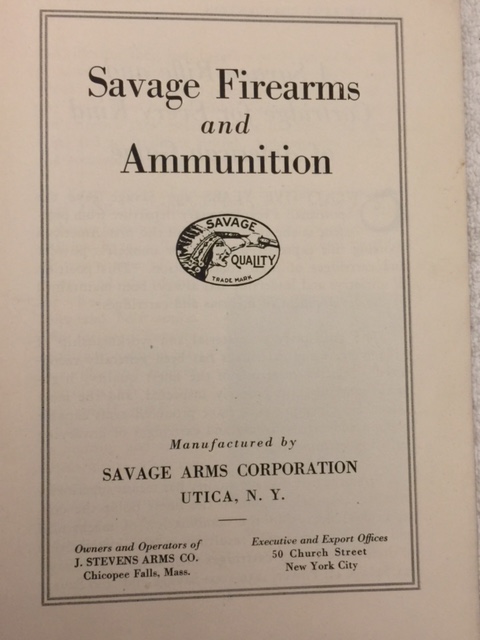 Savage Firearms
and
Ammunition
SAVAGE
QUALITY
TRADE MARK
Manufactured by
SAVAGE ARMS CORPORATION
UTICA, N. Y.
Owners and Operators of
J. STEVENS ARMS CO.
Chicopee Falls, Mass.
Executive and Export Offices
50 Church Street
New York City